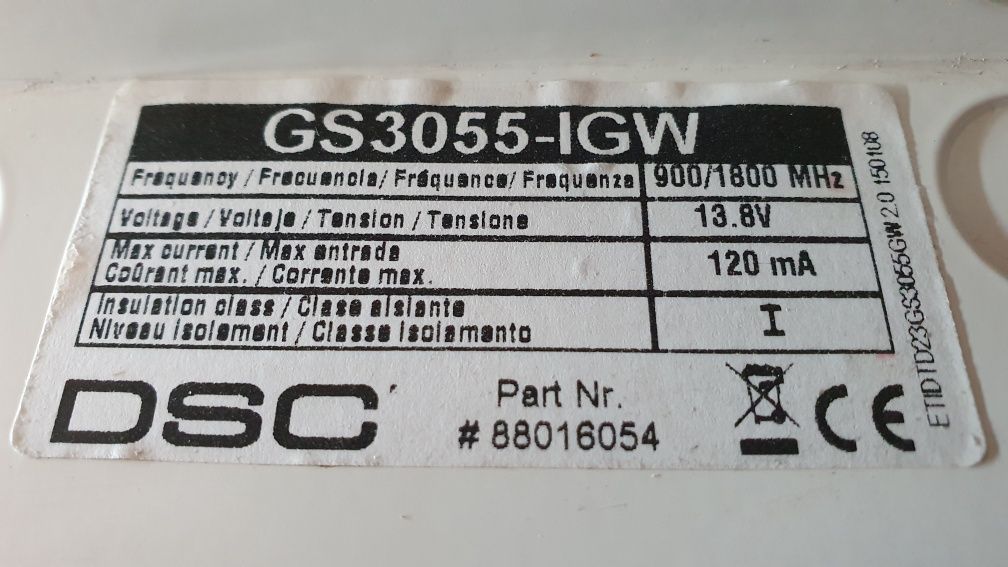 GS3055-IGW
Frequency / Frecuencia / Fréquence / Frequenza 900/1800 MHz
Voltage / Voltaje / Tension / Tensione 13.8V
Max current / Max entrada
Coûrant max. / Corrente max. 120 mA
Insulation class / Clase aislante
Niveau isolement / Classe isolamento I
DSC
Part Nr.
# 88016054
CE
ETIDTD23GS3055GW 2.0 150108